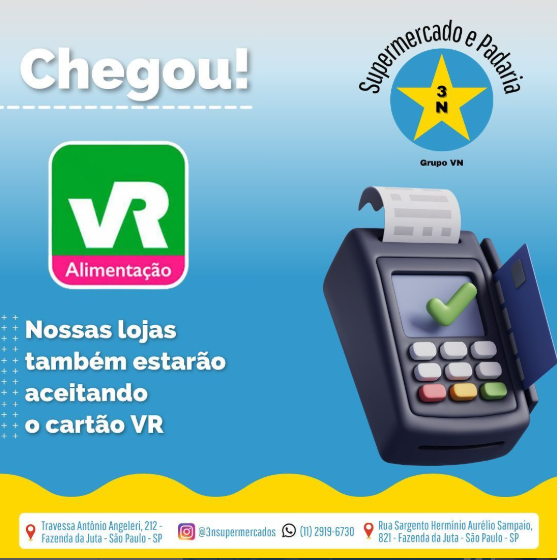 Chegou!
Supermercado e Padaria
3
N
Grupo VN
VR
Alimentação
Nossas lojas
também estarão
aceitando
o cartão VR
Travessa Antônio Angeleri, 212 -
Fazenda da Juta - São Paulo - SP
@3nsupermercados
(11) 2919-6730
Rua Sargento Hermínio Aurélio Sampaio,
821 - Fazenda da Juta - São Paulo - SP